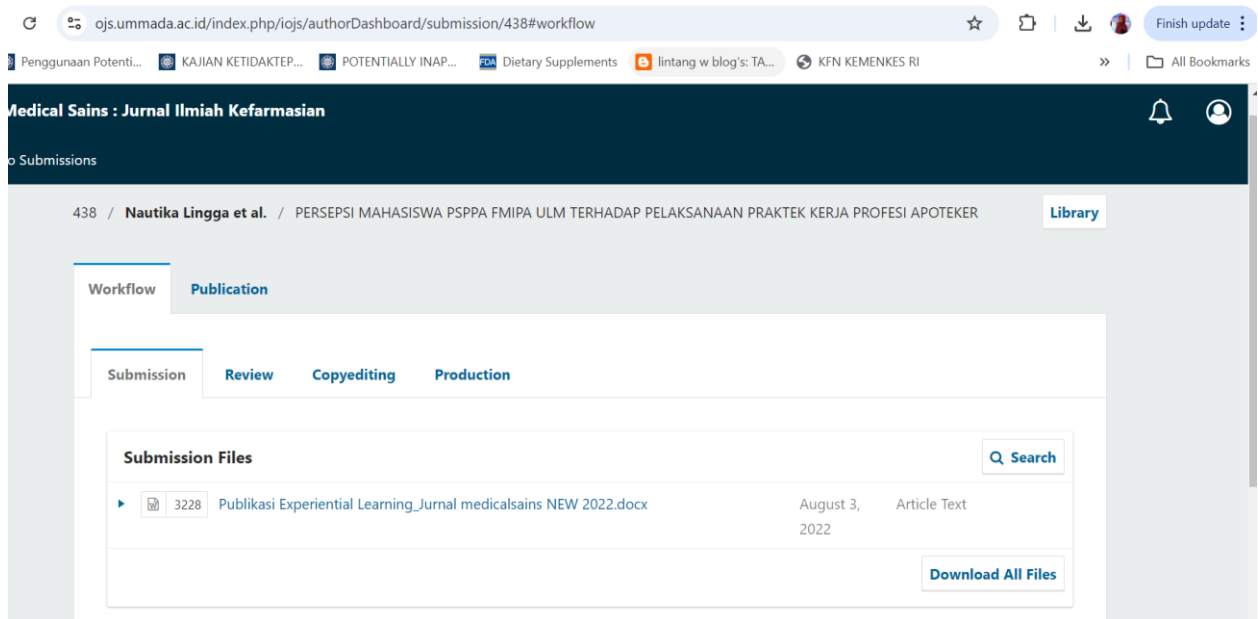 ojs.ummada.ac.id/index.php/iojs/authorDashboard/submission/438#workflow Finish update
Penggunaan Potenti... KAJIAN KETIDAKTEP... POTENTIALLY INAP... FDA Dietary Supplements lintang w blog's: TA... KFN KEMENKES RI » All Bookmarks
Medical Sains : Jurnal Ilmiah Kefarmasian
o Submissions
438 / Nautika Lingga et al. / PERSEPSI MAHASISWA PSPPA FMIPA ULM TERHADAP PELAKSANAAN PRAKTEK KERJA PROFESI APOTEKER Library
Workflow Publication
Submission Review Copyediting Production
Submission Files Search
3228 Publikasi Experiential Learning_Jurnal medicalsains NEW 2022.docx August 3, Article Text
2022
Download All Files